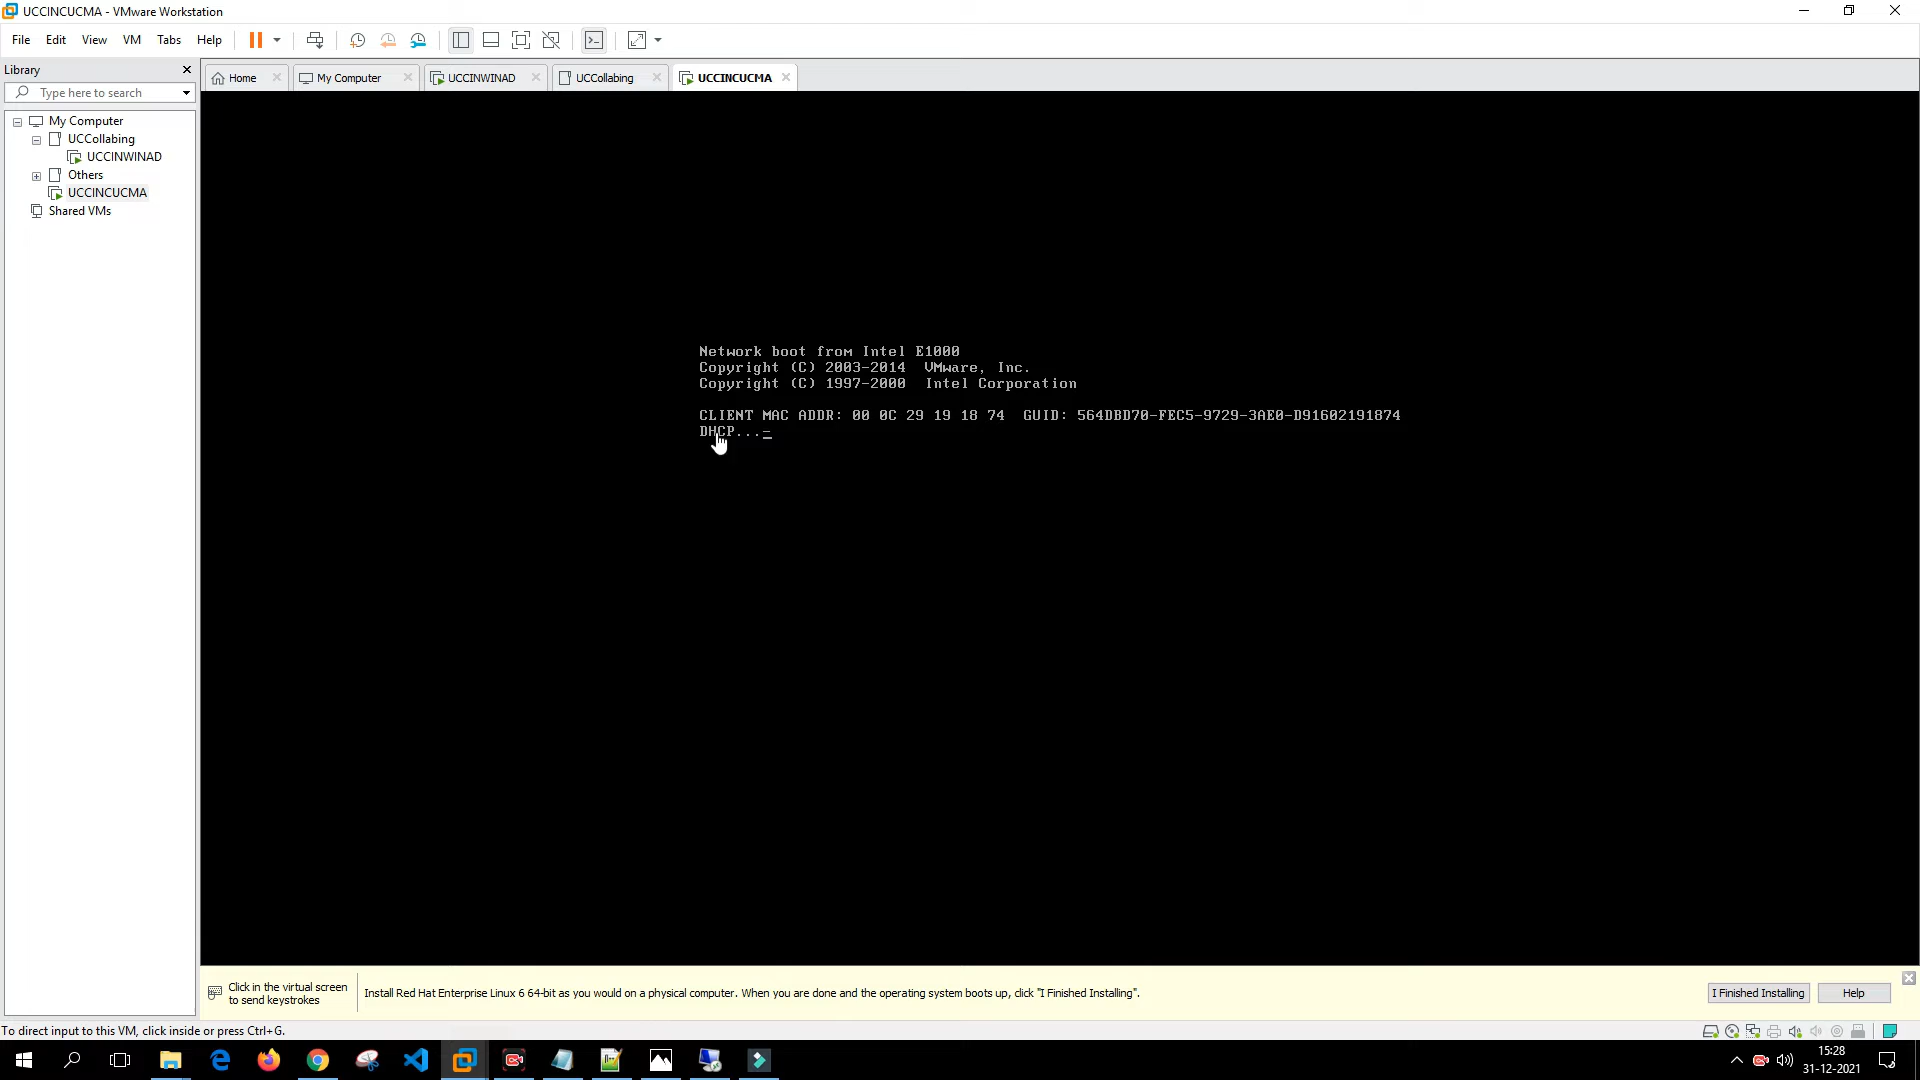 UCCINCUCMA - VMware Workstation
File Edit View VM Tabs Help
Library
Type here to search
Home
My Computer
UCCINWINAD
UCCollabing
UCCINCUCMA
My Computer
UCCollabing
UCCINWINAD
Others
UCCINCUCMA
Shared VMs
Network boot from Intel E1000
Copyright (C) 2003-2014 VMware, Inc.
Copyright (C) 1997-2000 Intel Corporation
CLIENT MAC ADDR: 00 0C 29 19 18 74 GUID: 564DBD70-FEC5-9729-3AE0-D91602191874
DHCP...-
Click in the virtual screen
to send keystrokes
Install Red Hat Enterprise Linux 6 64-bit as you would on a physical computer. When you are done and the operating system boots up, click "I Finished Installing".
I Finished Installing
Help
To direct input to this VM, click inside or press Ctrl+G.
15:28
31-12-2021